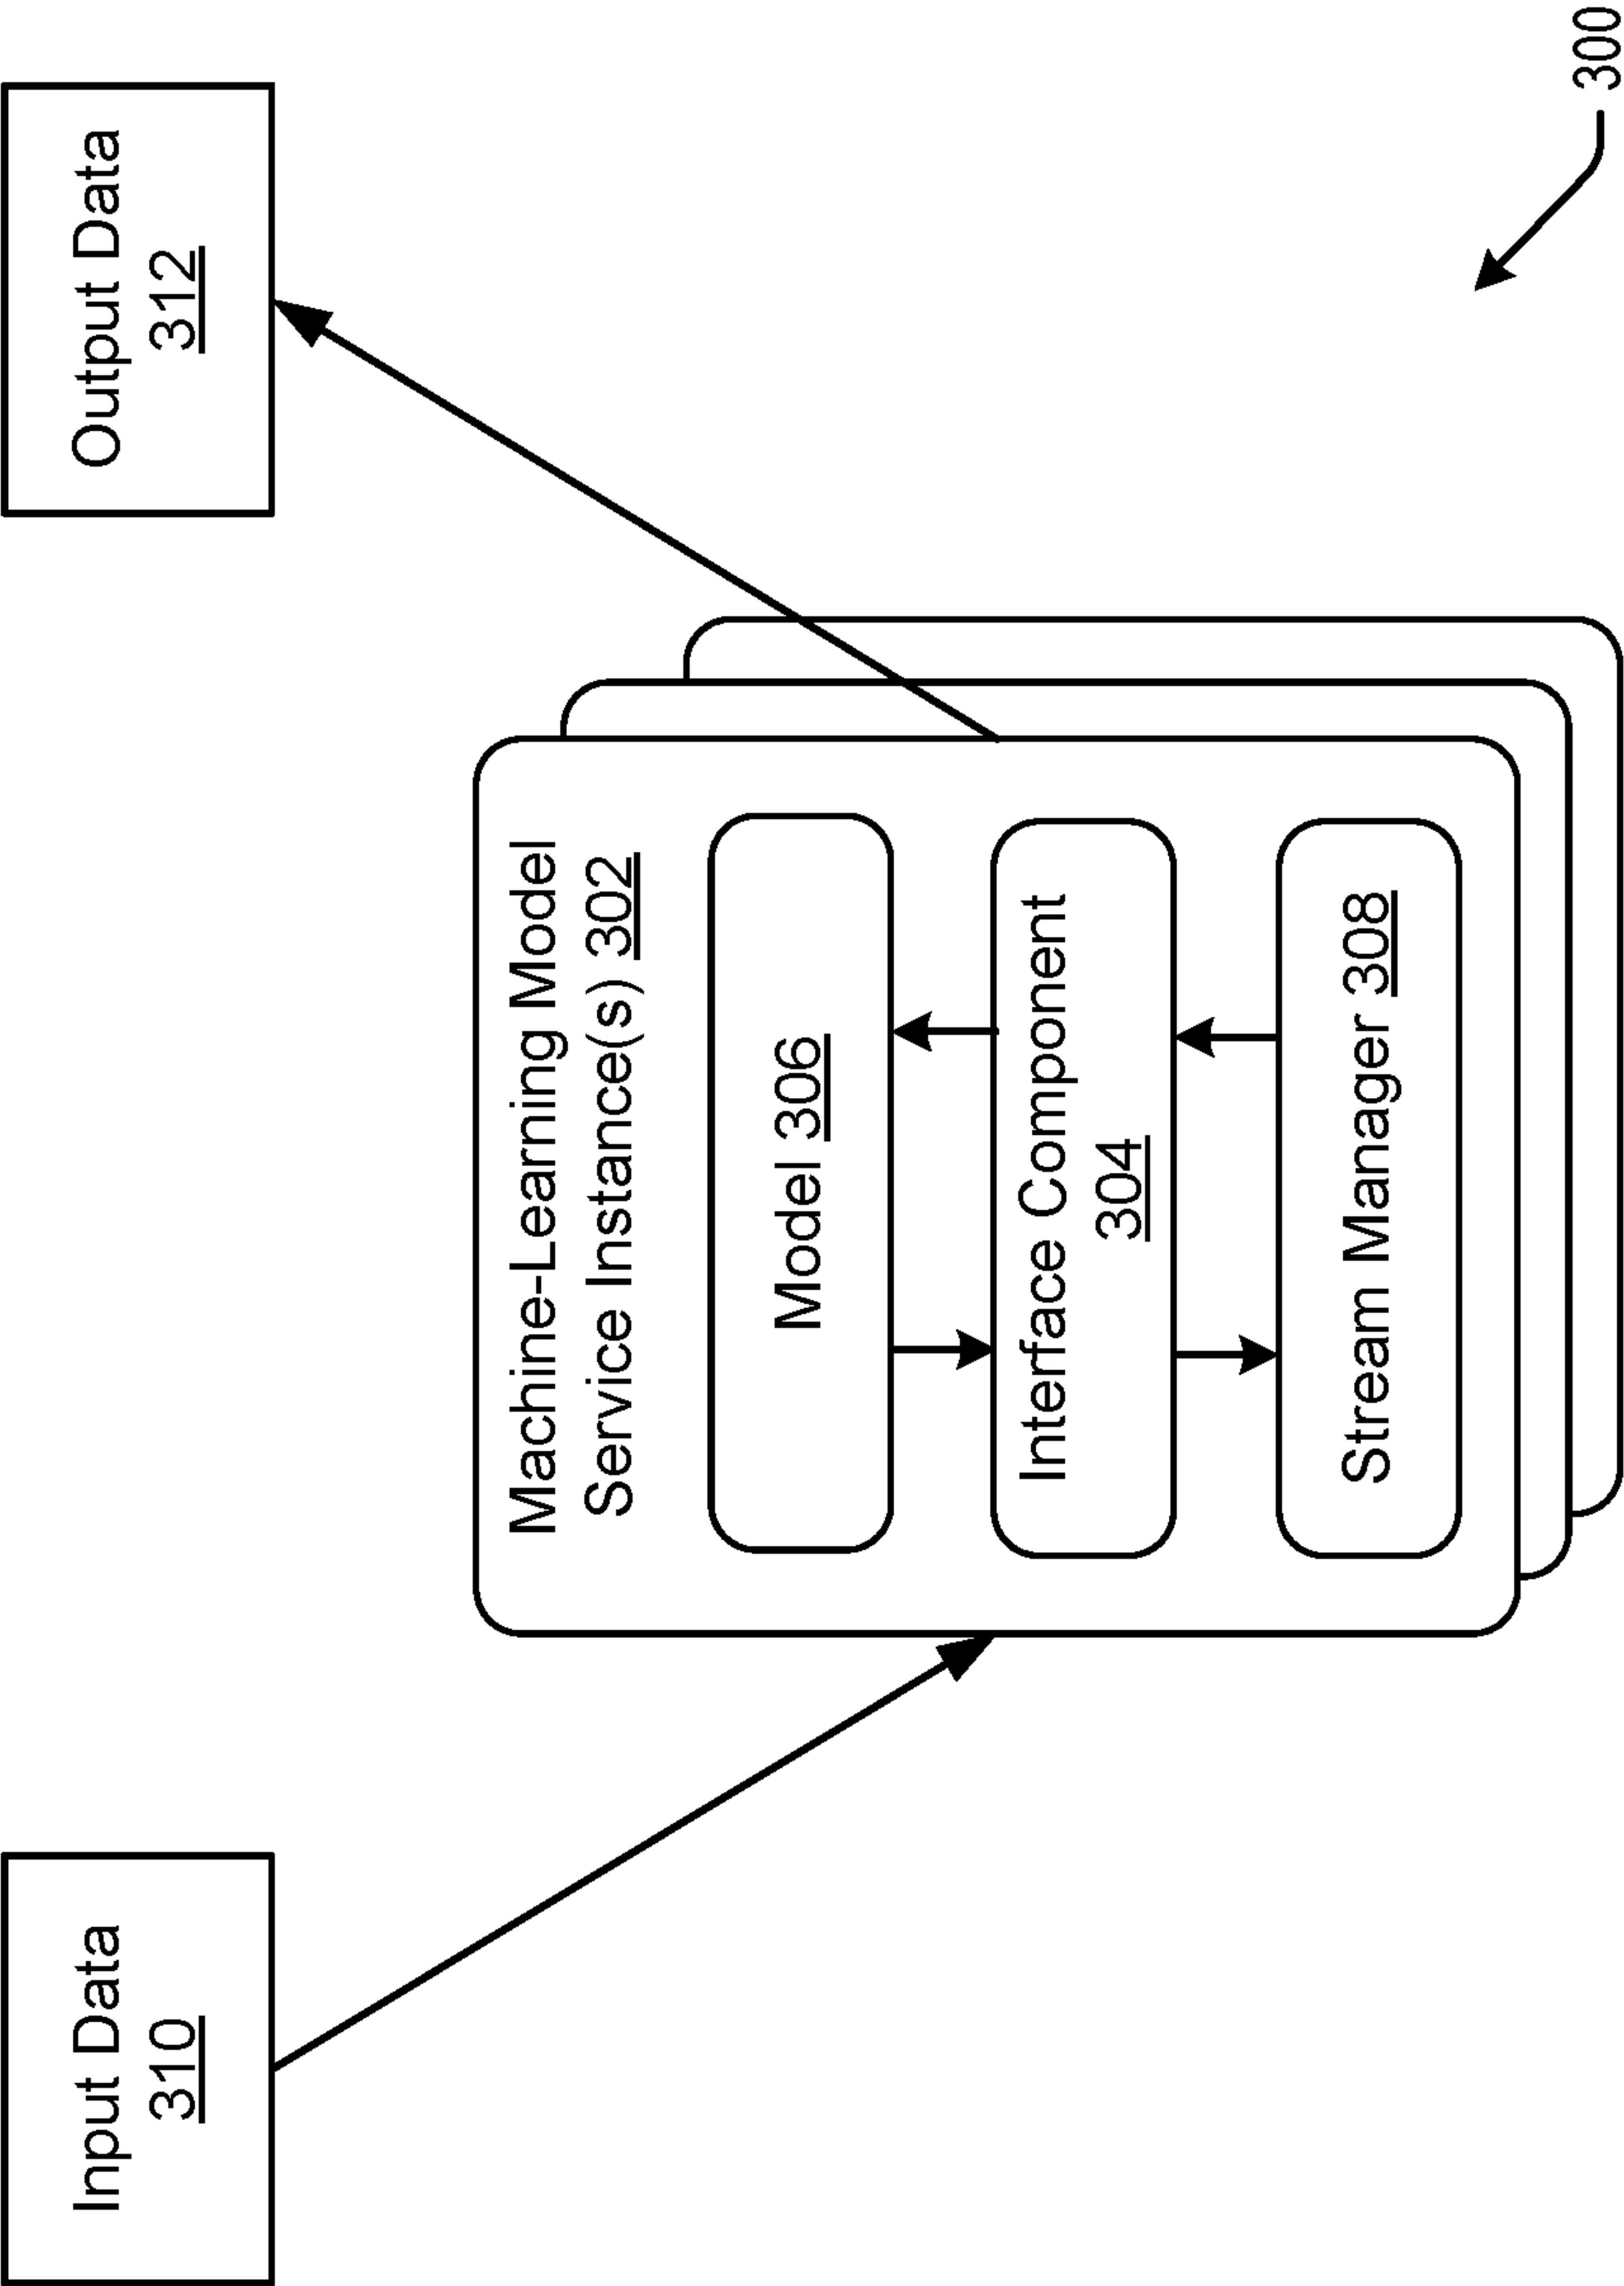 Input Data
310
Output Data
312
Machine-Learning Model
Service Instance(s) 302
Model 306
Interface Component
304
Stream Manager 308
300